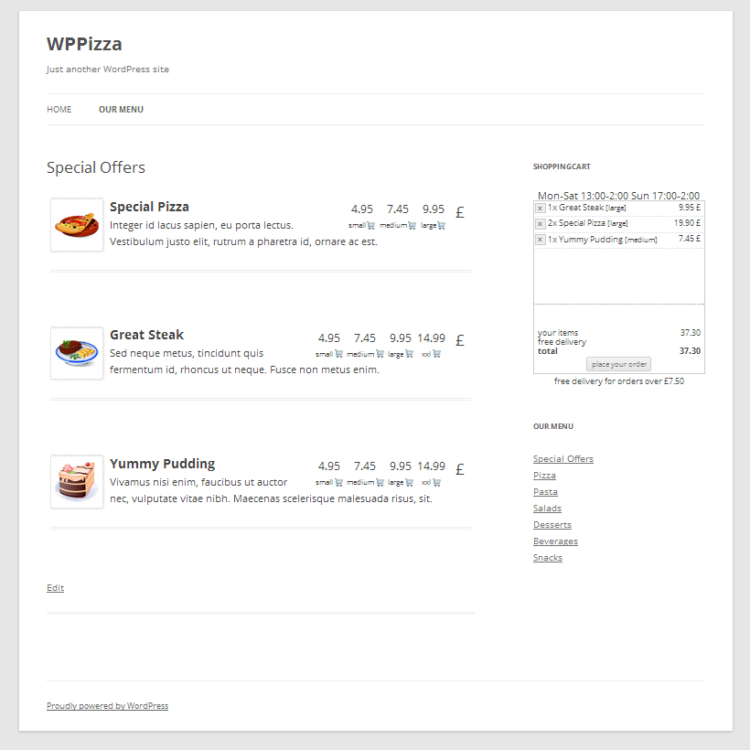 WPPizza
Just another WordPress site
HOME OUR MENU
Special Offers
Special Pizza
4.95 7.45 9.95 £
small medium large
Integer id lacus sapien, eu porta lectus.
Vestibulum justo elit, rutrum a pharetra id, ornare ac est.
Great Steak
4.95 7.45 9.95 14.99 £
small medium large xxl
Sed neque metus, tincidunt quis
fermentum id, rhoncus ut neque. Fusce non metus enim.
Yummy Pudding
4.95 7.45 9.95 14.99 £
small medium large xxl
Vivamus nisi enim, faucibus ut auctor
nec, vulputate vitae nibh. Maecenas scelerisque malesuada risus, sit.
Edit
SHOPPINGCART
Mon-Sat 13:00-2:00 Sun 17:00-2:00
x 1x Great Steak [large] 9.95 £
x 2x Special Pizza [large] 19.90 £
x 1x Yummy Pudding [medium] 7.45 £
your items 37.30
free delivery
total 37.30
place your order
free delivery for orders over £7.50
OUR MENU
Special Offers
Pizza
Pasta
Salads
Desserts
Beverages
Snacks
Proudly powered by WordPress